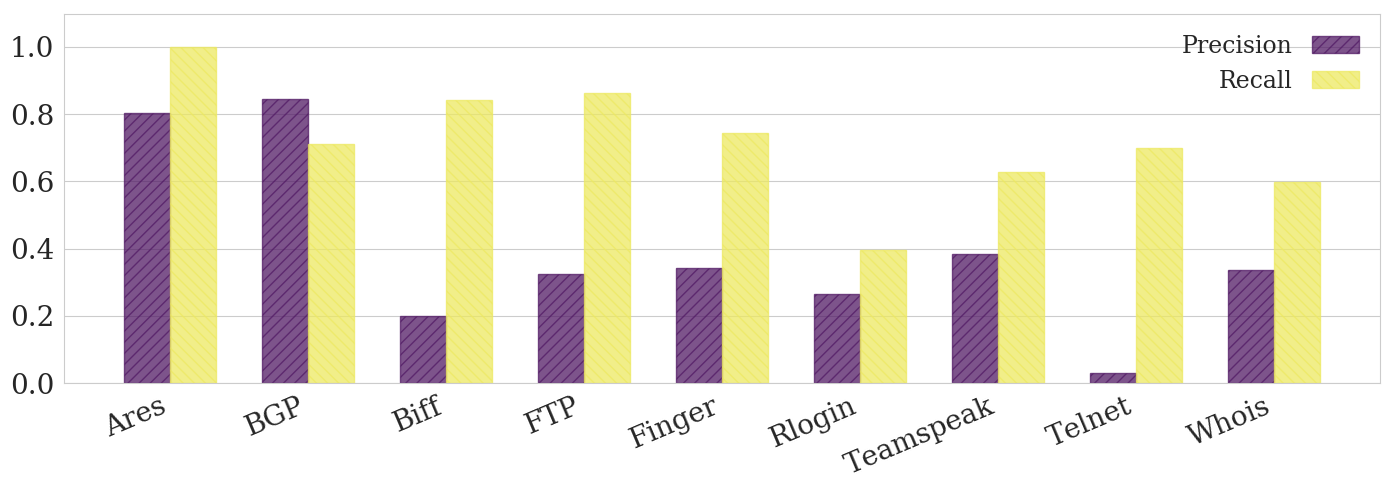 1.0
0.8
0.6
0.4
0.2
0.0
Precision
Recall
Ares
BGP
Biff
FTP
Finger
Rlogin
Teamspeak
Telnet
Whois